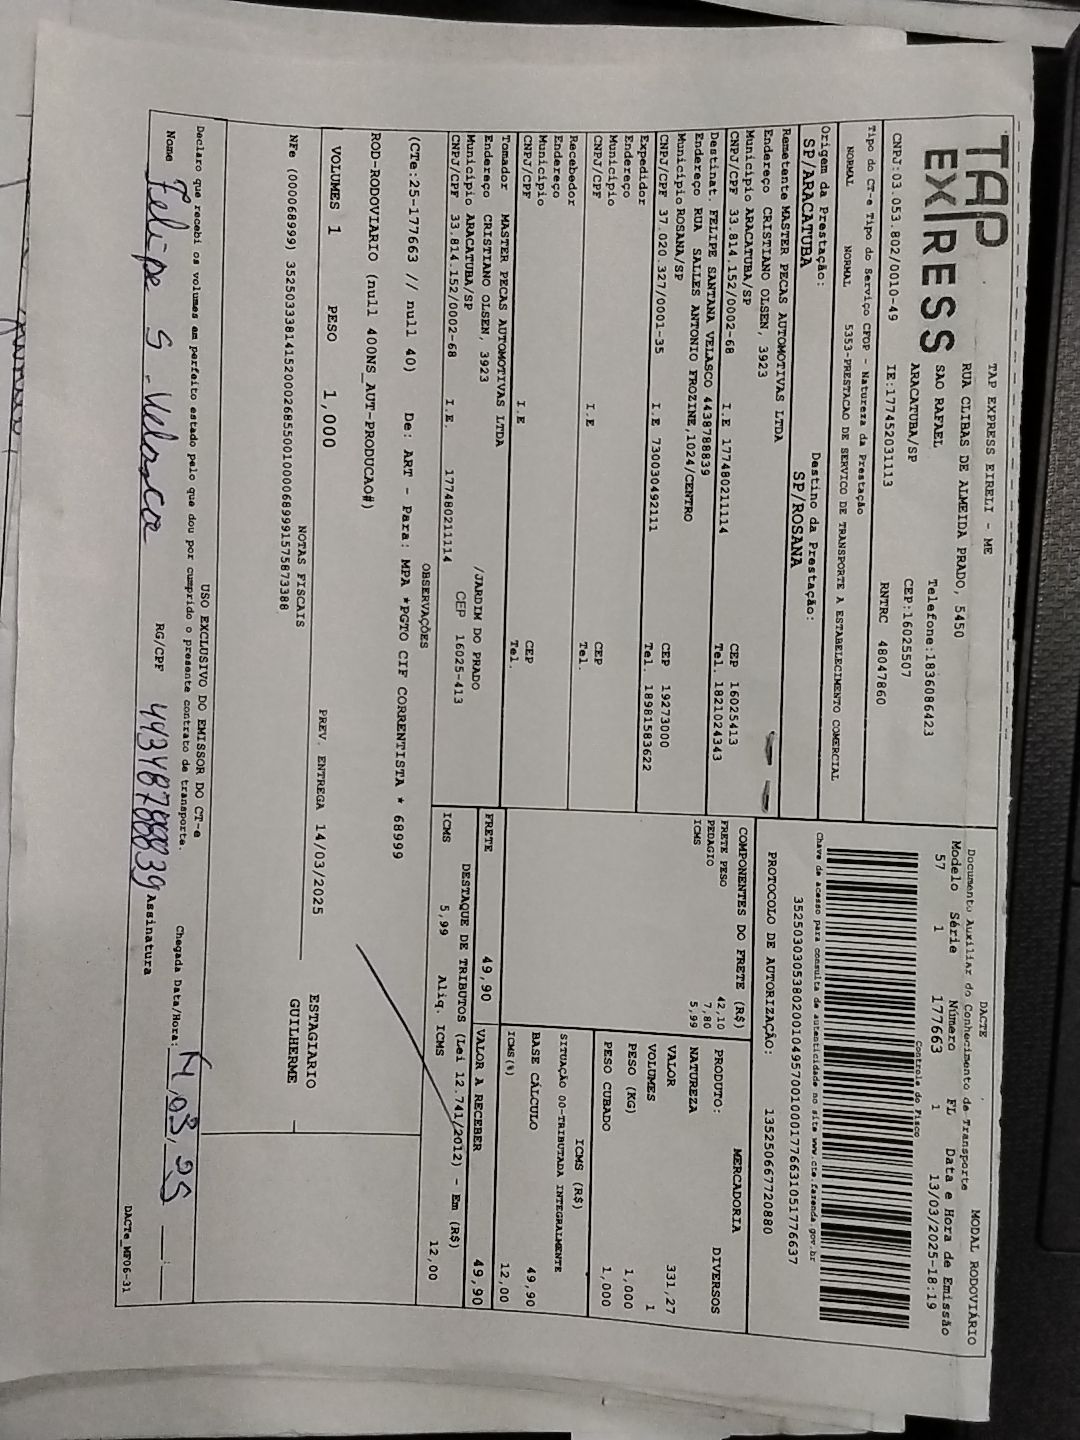 TAP
EXPRESS
TAP EXPRESS EIRELI - ME
RUA CLIBAS DE ALMEIDA PRADO, 5450
SAO RAFAEL
Telefone:1836086423
ARACATUBA/SP
CEP:16025507
CNPJ:03.053.802/0010-49
IE:177452031113
RNTRC 48047860
Tipo do CT-e Tipo do Serviço CFOP - Natureza da Prestação
NORMAL NORMAL 5353-PRESTACAO DE SERVICO DE TRANSPORTE A ESTABELECIMENTO COMERCIAL
Origem da Prestação: Destino da Prestação:
SP/ARACATUBA SP/ROSANA
Remetente MASTER PECAS AUTOMOTIVAS LTDA
Endereço CRISTIANO OLSEN, 3923
Município ARACATUBA/SP CEP 16025413
CNPJ/CPF 33.814.152/0002-68 I.E 177480211114 Tel. 1821024343
Destinat. FELIPE SANTANA VELASCO 44387888839
Endereço RUA SALLES ANTONIO FROZINE,1024/CENTRO
Município ROSANA/SP CEP 19273000
CNPJ/CPF 37.020.327/0001-35 I.E 730030492111 Tel. 18981583622
Expedidor
Endereço
Município CEP
CNPJ/CPF I.E Tel.
Recebedor
Endereço
Município CEP
CNPJ/CPF I.E Tel.
Tomador MASTER PECAS AUTOMOTIVAS LTDA
Endereço CRISTIANO OLSEN, 3923 /JARDIM DO PRADO
Município ARACATUBA/SP CEP 16025-413
CNPJ/CPF 33.814.152/0002-68 I.E. 177480211114
DACTE MODAL RODOVIÁRIO
Documento Auxiliar do Conhecimento de Transporte
Modelo Série Número FL Data e Hora de Emissão
57 1 177663 1 13/03/2025-18:19
Controle do Fisco
Chave de acesso para consulta de autenticidade no site www.cte.fazenda gov.br
35250303053802001049570010001776631051776637
PROTOCOLO DE AUTORIZAÇÃO: 135250667720880
COMPONENTES DO FRETE (R$)
FRETE PESO 42,10
PEDAGIO 7,80
ICMS 5,99
MERCADORIA
PRODUTO: DIVERSOS
NATUREZA
VALOR 331,27
VOLUMES 1
PESO (KG) 1,000
PESO CUBADO 1,000
ICMS (R$)
SITUAÇÃO 00-TRIBUTADA INTEGRALMENTE
BASE CÁLCULO 49,90
ICMS(%) 12,00
FRETE 49,90 VALOR A RECEBER 49,90
DESTAQUE DE TRIBUTOS (Lei 12.741/2012) - Em (R$)
ICMS 5,99 Alíq. ICMS 12,00
OBSERVAÇÕES
(CTe:25-177663 // null 40) De: ART - Para: MPA *PGTO CIF CORRENTISTA * 68999
ROD-RODOVIARIO (null 400NS_AUT-PRODUCAO#)
VOLUMES 1 PESO 1,000 PREV. ENTREGA 14/03/2025
ESTAGIARIO
GUILHERME
NOTAS FISCAIS
NFe (000068999) 35250333814152000268550010000689991575873388
USO EXCLUSIVO DO EMISSOR DO CT-e
Declaro que recebi os volumes em perfeito estado pelo que dou por cumprido o presente contrato de transporte.
Chegada Data/Hora: 14,03,25 __:__
Nome Felipe S. Velasco RG/CPF Assinatura
DACTe_MP06-31